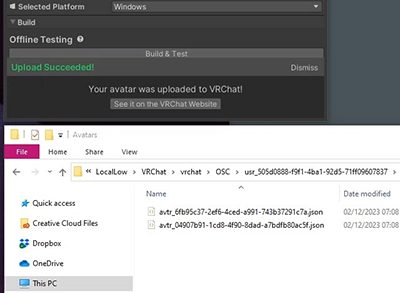 Selected Platform Windows
Build
Offline Testing
Build & Test
Upload Succeeded! Dismiss
Your avatar was uploaded to VRChat!
See it on the VRChat Website
Avatars
File Home Share View
« LocalLow › VRChat › vrchat › OSC › usr_505d0888-f9f1-4ba1-92d5-71ff09607837 ›
Name Date modified
Quick access
avtr_6fb95c37-2ef6-4ced-a991-743b37291c7a.json 02/12/2023 07:08
Creative Cloud Files
avtr_04907b91-1cd8-4f90-8dad-a7bdfb80ac5f.json 02/12/2023 07:08
Dropbox
OneDrive
This PC